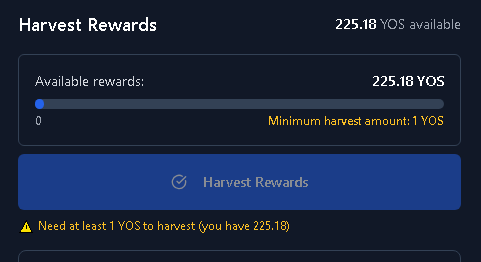 Harvest Rewards 225.18 YOS available
Available rewards: 225.18 YOS
0 Minimum harvest amount: 1 YOS
Harvest Rewards
Need at least 1 YOS to harvest (you have 225.18)